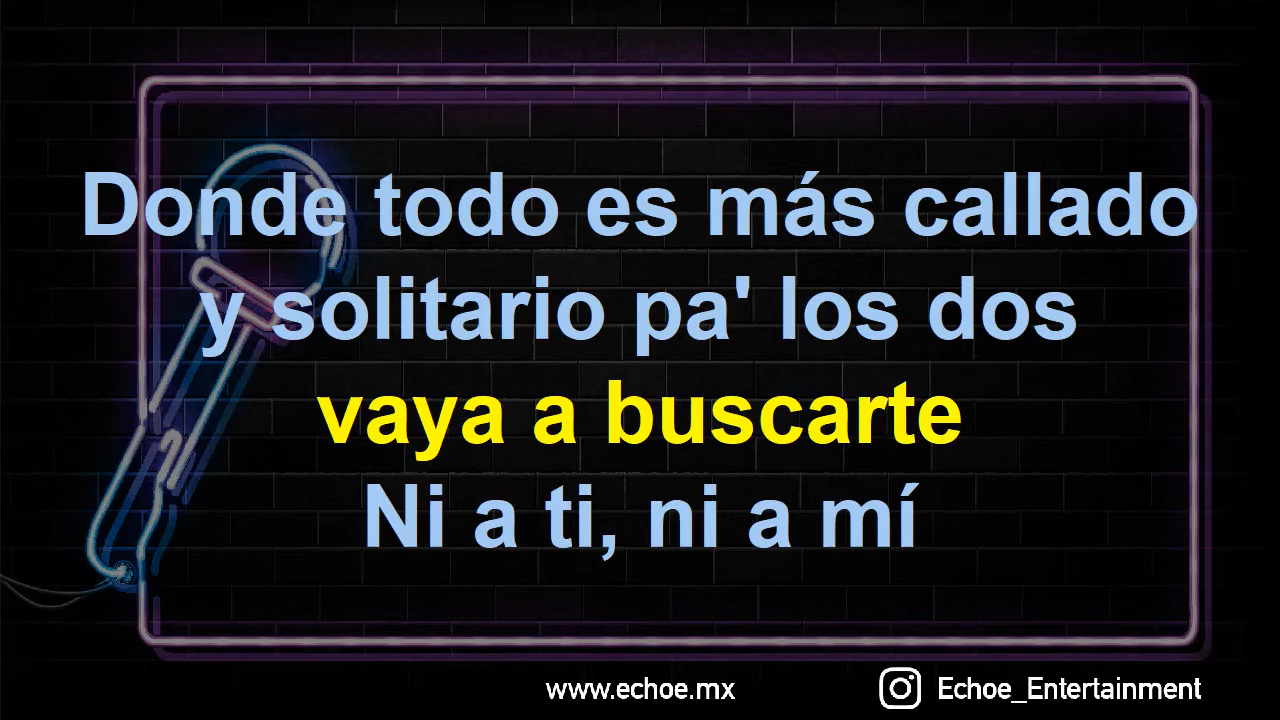 Donde todo es más callado
y solitario pa' los dos
vaya a buscarte
Ni a ti, ni a mí
www.echoe.mx
Echoe_Entertainment